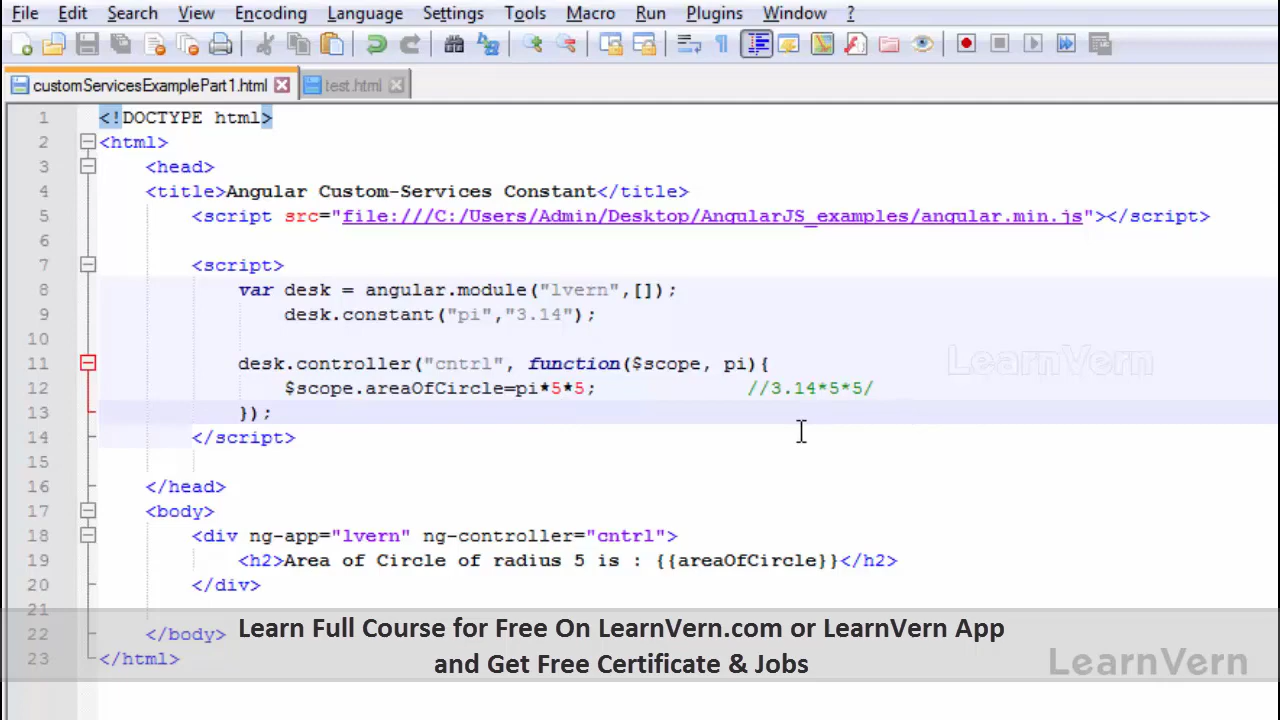 File Edit Search View Encoding Language Settings Tools Macro Run Plugins Window ?
customServicesExamplePart1.html test.html
1 <!DOCTYPE html>
2 <html>
3 <head>
4 <title>Angular Custom-Services Constant</title>
5 <script src="file:///C:/Users/Admin/Desktop/AngularJS_examples/angular.min.js"></script>
6
7 <script>
8 var desk = angular.module("lvern",[]);
9 desk.constant("pi","3.14");
10
11 desk.controller("cntrl", function($scope, pi){
LearnVern
12 $scope.areaOfCircle=pi*5*5; //3.14*5*5/
13 });
14 </script>
15
16 </head>
17 <body>
18 <div ng-app="lvern" ng-controller="cntrl">
19 <h2>Area of Circle of radius 5 is : {{areaOfCircle}}</h2>
20 </div>
21
22 </body>
23 </html>
Learn Full Course for Free On LearnVern.com or LearnVern App
and Get Free Certificate & Jobs
LearnVern